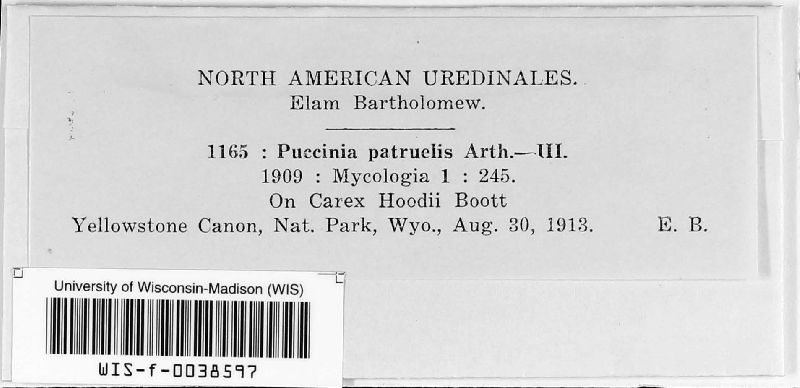 NORTH AMERICAN UREDINALES.
Elam Bartholomew.
1165 : Puccinia patruelis Arth.—III.
1909 : Mycologia 1 : 245.
On Carex Hoodii Boott
Yellowstone Canon, Nat. Park, Wyo., Aug. 30, 1913. E. B.
University of Wisconsin-Madison (WIS)
WIS-f-0038597